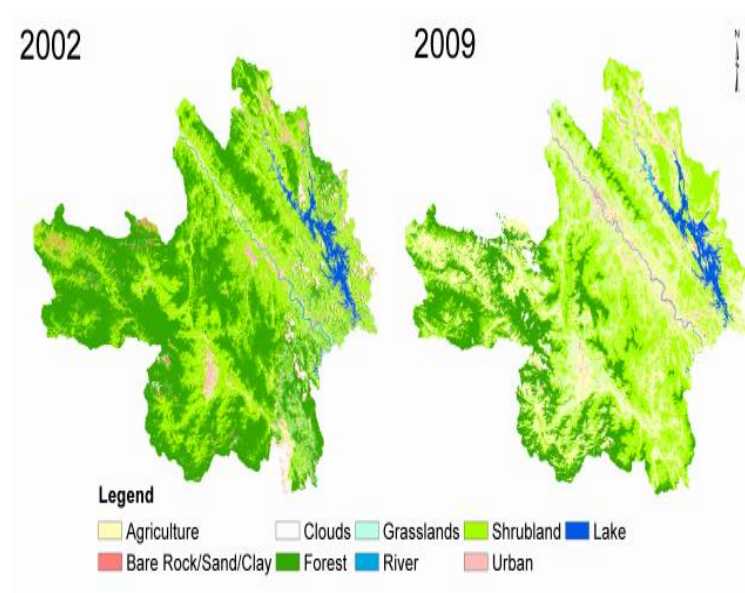 2002
2009
N
Legend
Agriculture
Clouds
Grasslands
Shrubland
Lake
Bare Rock/Sand/Clay
Forest
River
Urban